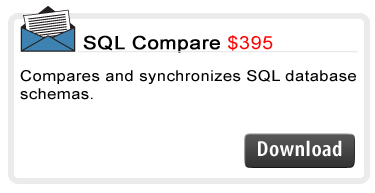 SQL Compare $395
Compares and synchronizes SQL database
schemas.
Download